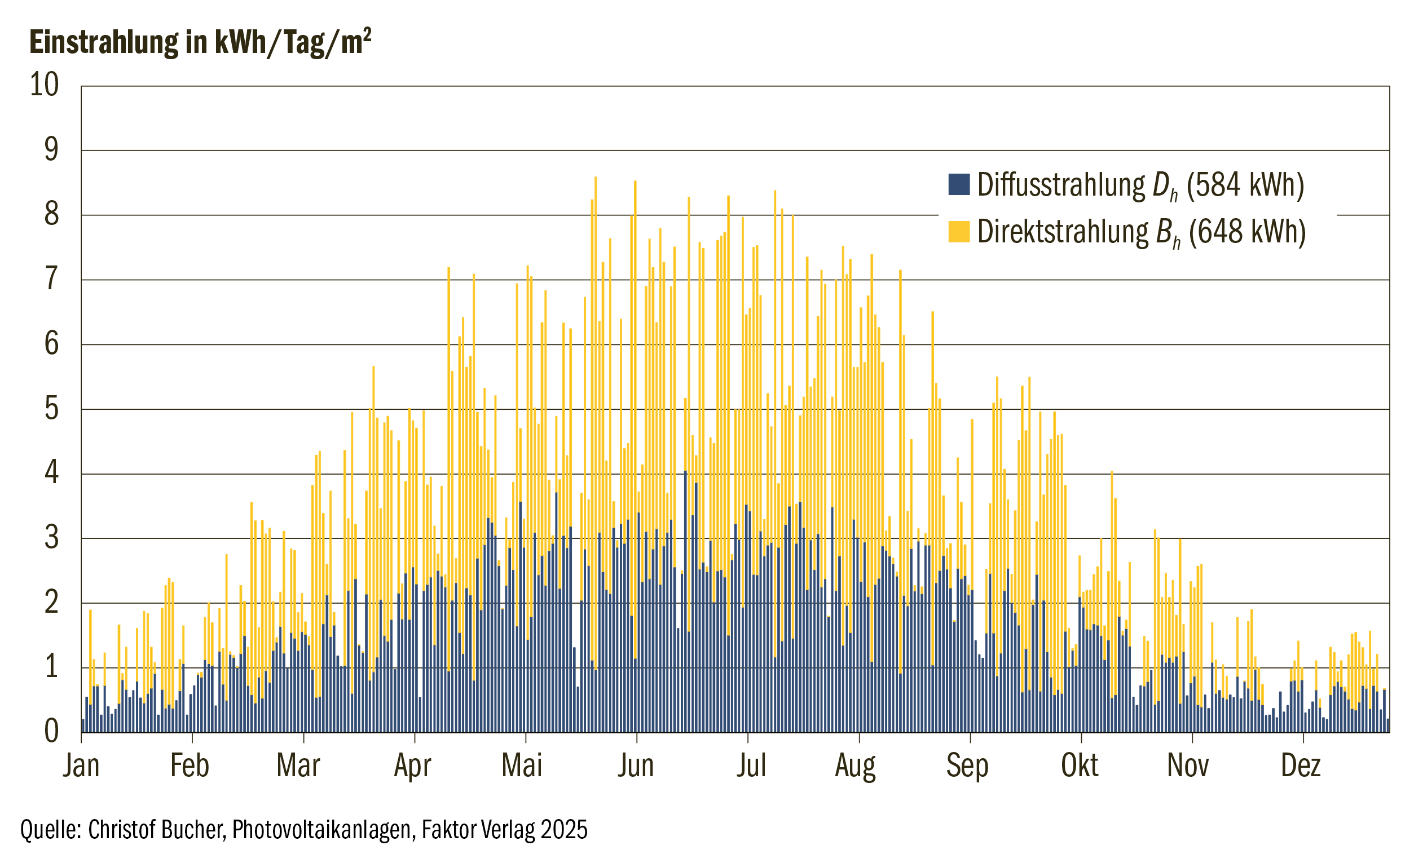 Einstrahlung in kWh/Tag/m²
10
9
8
7
6
5
4
3
2
1
0
Diffusstrahlung Dₕ (584 kWh)
Direktstrahlung Bₕ (648 kWh)
Jan Feb Mar Apr Mai Jun Jul Aug Sep Okt Nov Dez
Quelle: Christof Bucher, Photovoltaikanlagen, Faktor Verlag 2025